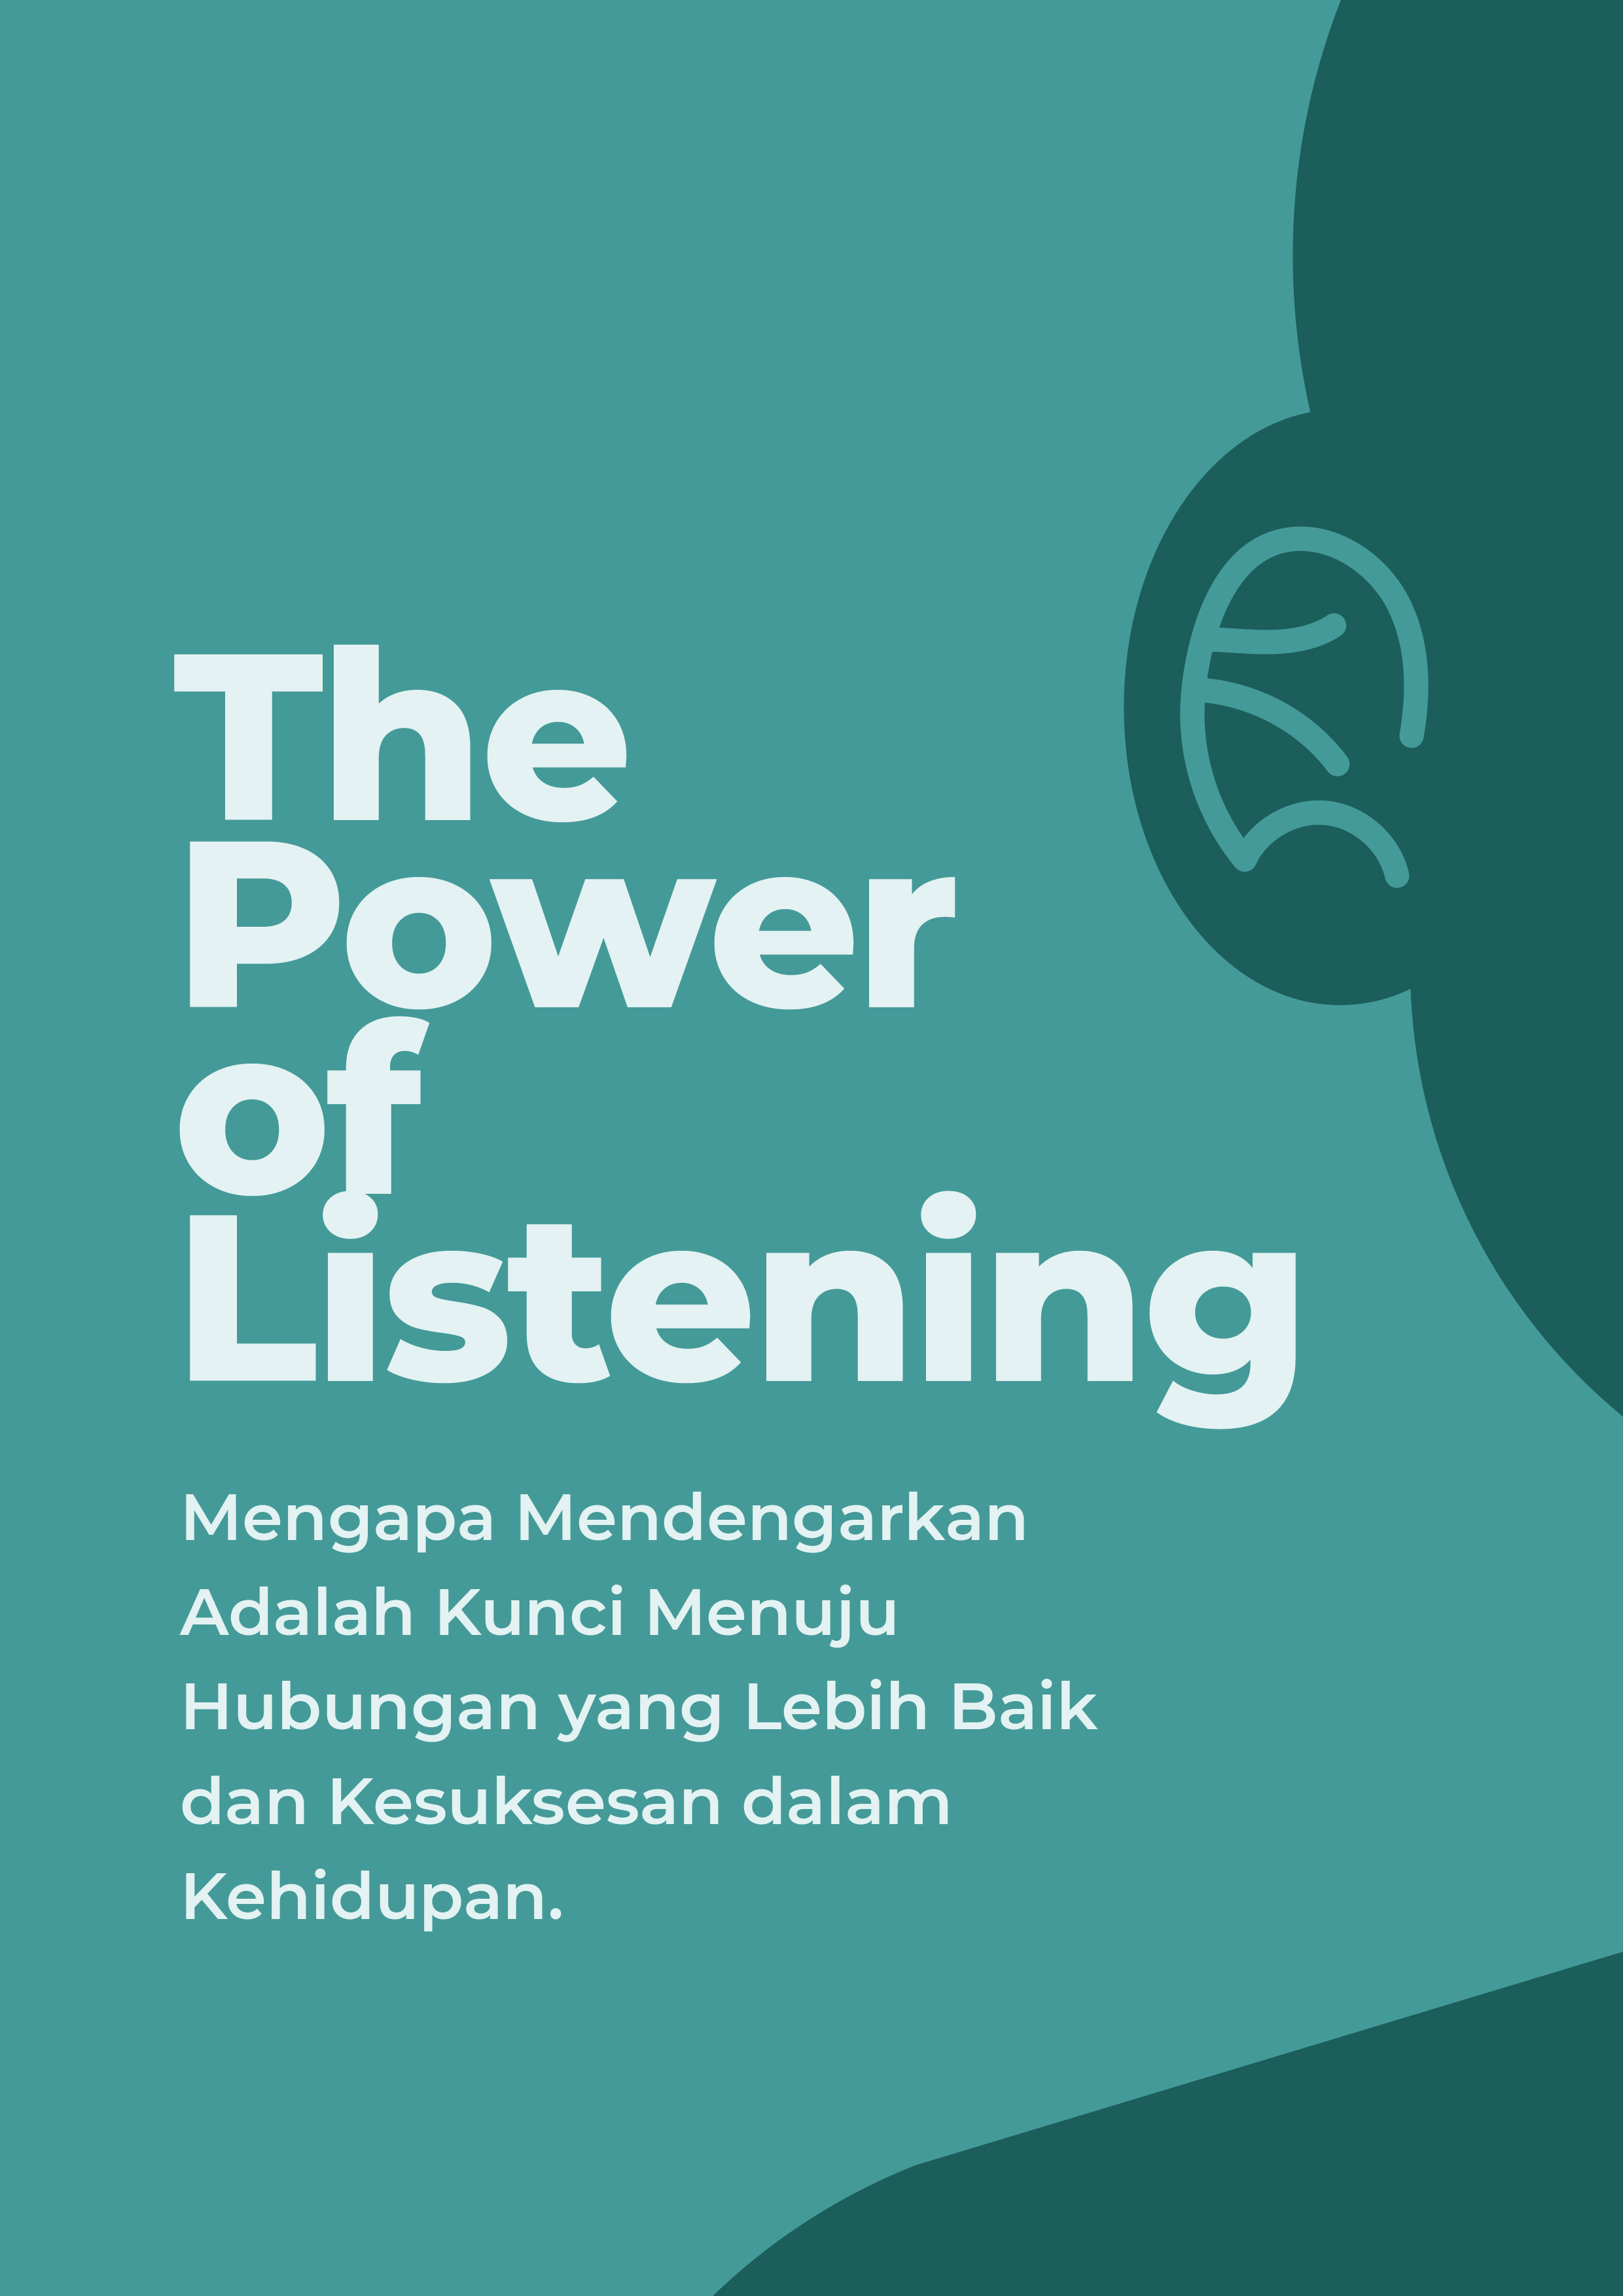 The
Power
of
Listening
Mengapa Mendengarkan
Adalah Kunci Menuju
Hubungan yang Lebih Baik
dan Kesuksesan dalam
Kehidupan.